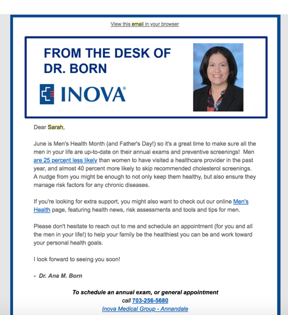 View this email in your browser
FROM THE DESK OF
DR. BORN
INOVA®
Dear Sarah,
June is Men's Health Month (and Father's Day!) so it's a great time to make sure all the
men in your life are up-to-date on their annual exams and preventive screenings!  Men
are 25 percent less likely than women to have visited a healthcare provider in the past
year, and almost 40 percent more likely to skip recommended cholesterol screenings.
A nudge from you might be enough to not only keep them healthy, but also ensure they
manage risk factors for any chronic diseases.
If you're looking for extra support, you might also want to check out our online Men's
Health page, featuring health news, risk assessments and tools and tips for men.
Please don't hesitate to reach out to me and schedule an appointment (for you and all
the men in your life!) to help your family be the healthiest you can be and work toward
your personal health goals.
I look forward to seeing you soon!
- Dr. Ana M. Born
To schedule an annual exam, or general appointment
call 703-256-5680
Inova Medical Group - Annandale